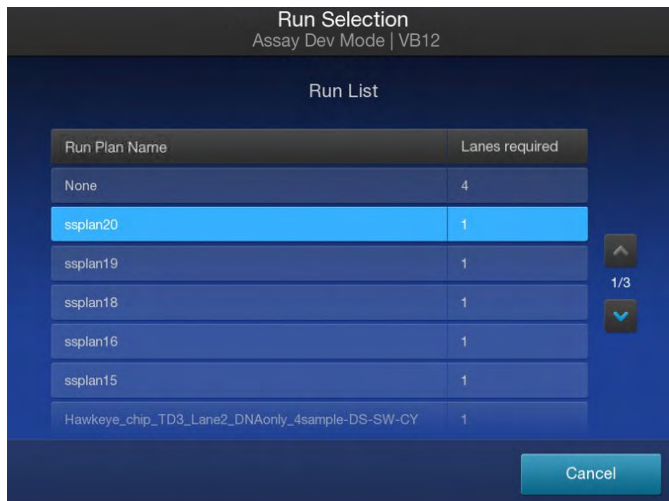 Run Selection
Assay Dev Mode | VB12
Run List
Run Plan Name Lanes required
None 4
ssplan20 1
ssplan19 1
ssplan18 1
ssplan16 1
ssplan15 1
Hawkeye_chip_TD3_Lane2_DNAonly_4sample-DS-SW-CY 1
1/3
Cancel